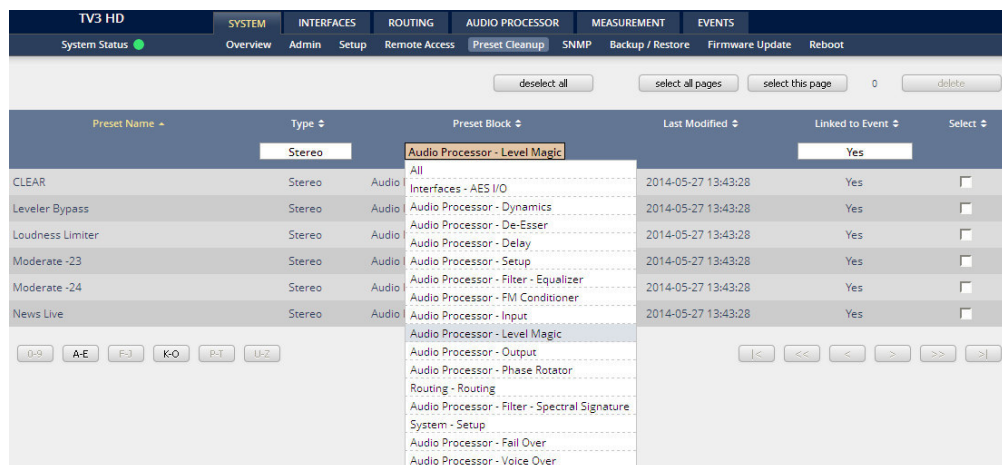 TV3 HD SYSTEM INTERFACES ROUTING AUDIO PROCESSOR MEASUREMENT EVENTS
System Status Overview Admin Setup Remote Access Preset Cleanup SNMP Backup / Restore Firmware Update Reboot
deselect all select all pages select this page 0 delete
Preset Name Type Preset Block Last Modified Linked to Event Select
Stereo Audio Processor - Level Magic Yes
All
CLEAR Stereo Audio 2014-05-27 13:43:28 Yes
Interfaces - AES I/O
Leveler Bypass Stereo Audio Audio Processor - Dynamics 2014-05-27 13:43:28 Yes
Audio Processor - De-Esser
Loudness Limiter Stereo Audio 2014-05-27 13:43:28 Yes
Audio Processor - Delay
Moderate -23 Stereo Audio Audio Processor - Setup 2014-05-27 13:43:28 Yes
Audio Processor - Filter - Equalizer
Moderate -24 Stereo Audio 2014-05-27 13:43:28 Yes
Audio Processor - FM Conditioner
News Live Stereo Audio Audio Processor - Input 2014-05-27 13:43:28 Yes
Audio Processor - Level Magic
0-9 A-E F-J K-O P-T U-Z Audio Processor - Output |< << < > >> >|
Audio Processor - Phase Rotator
Routing - Routing
Audio Processor - Filter - Spectral Signature
System - Setup
Audio Processor - Fail Over
Audio Processor - Voice Over